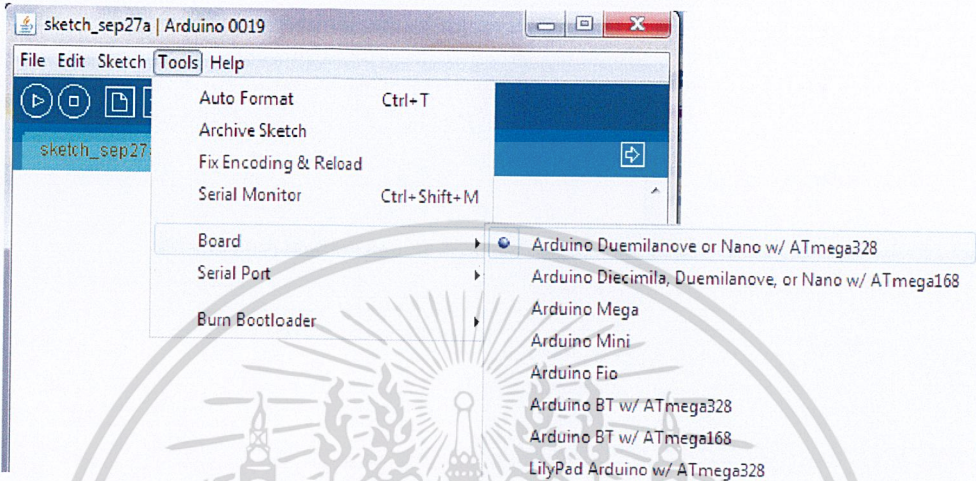 sketch_sep27a | Arduino 0019
File Edit Sketch Tools Help
sketch_sep27
Auto Format Ctrl+T
Archive Sketch
Fix Encoding & Reload
Serial Monitor Ctrl+Shift+M
Board
Serial Port
Burn Bootloader
Arduino Duemilanove or Nano w/ ATmega328
Arduino Diecimila, Duemilanove, or Nano w/ ATmega168
Arduino Mega
Arduino Mini
Arduino Fio
Arduino BT w/ ATmega328
Arduino BT w/ ATmega168
LilyPad Arduino w/ ATmega328